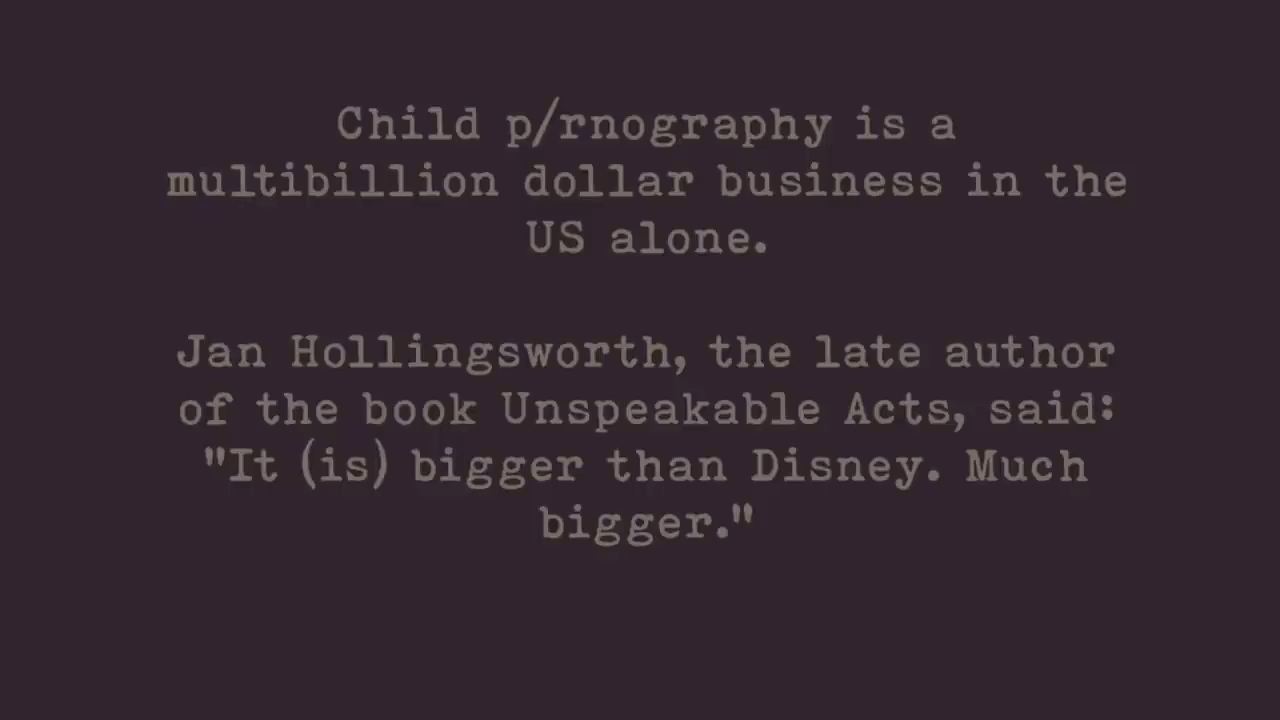 Child p/rnography is a
multibillion dollar business in the
US alone.
Jan Hollingsworth, the late author
of the book Unspeakable Acts, said:
"It (is) bigger than Disney. Much
bigger."